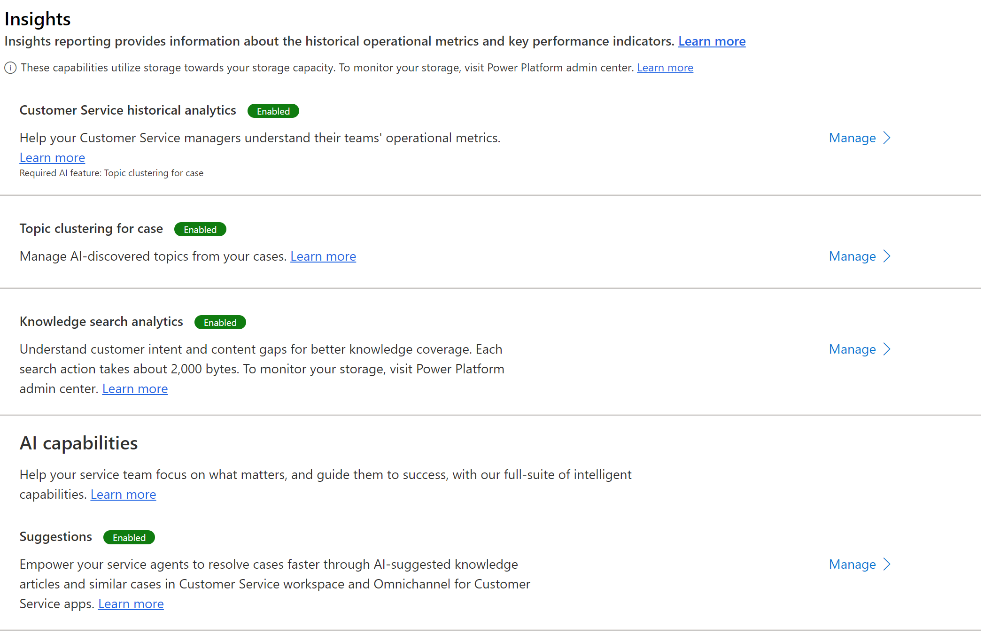 Insights
Insights reporting provides information about the historical operational metrics and key performance indicators. Learn more
These capabilities utilize storage towards your storage capacity. To monitor your storage, visit Power Platform admin center. Learn more
Customer Service historical analytics Enabled
Help your Customer Service managers understand their teams' operational metrics. Manage
Learn more
Required AI feature: Topic clustering for case
Topic clustering for case Enabled
Manage AI-discovered topics from your cases. Learn more Manage
Knowledge search analytics Enabled
Understand customer intent and content gaps for better knowledge coverage. Each Manage
search action takes about 2,000 bytes. To monitor your storage, visit Power Platform
admin center. Learn more
AI capabilities
Help your service team focus on what matters, and guide them to success, with our full-suite of intelligent
capabilities. Learn more
Suggestions Enabled
Empower your service agents to resolve cases faster through AI-suggested knowledge Manage
articles and similar cases in Customer Service workspace and Omnichannel for Customer
Service apps. Learn more